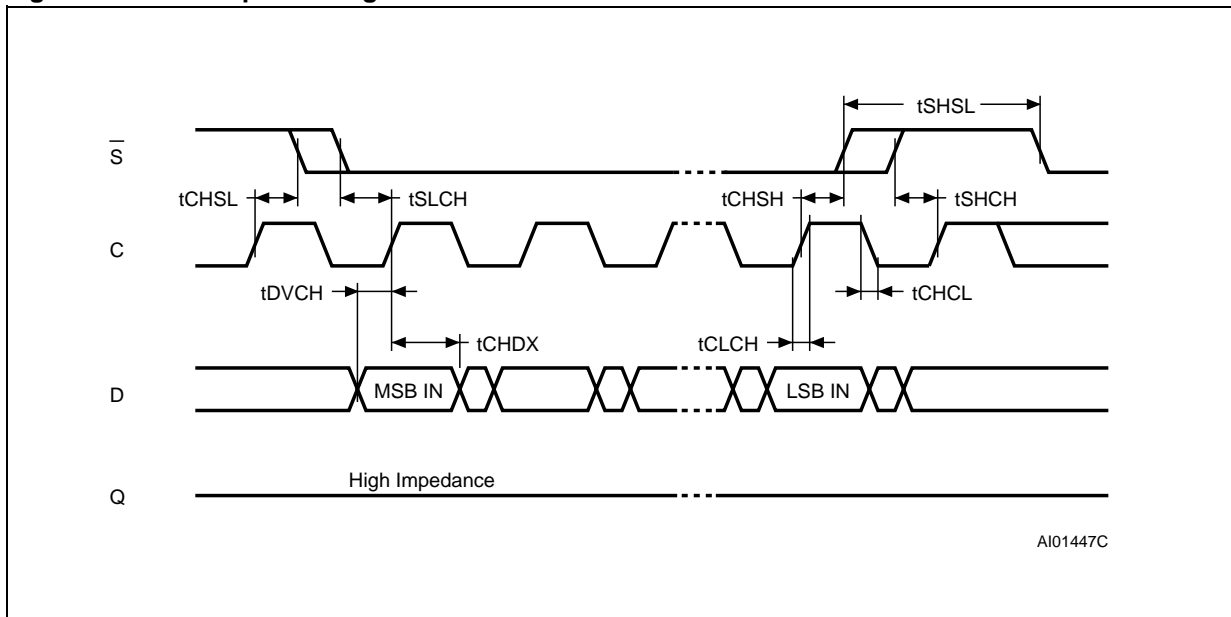 S
tSHSL
tCHSL
tSLCH
tCHSH
tSHCH
C
tDVCH
tCHCL
tCHDX
tCLCH
D
MSB IN
LSB IN
High Impedance
Q
AI01447C